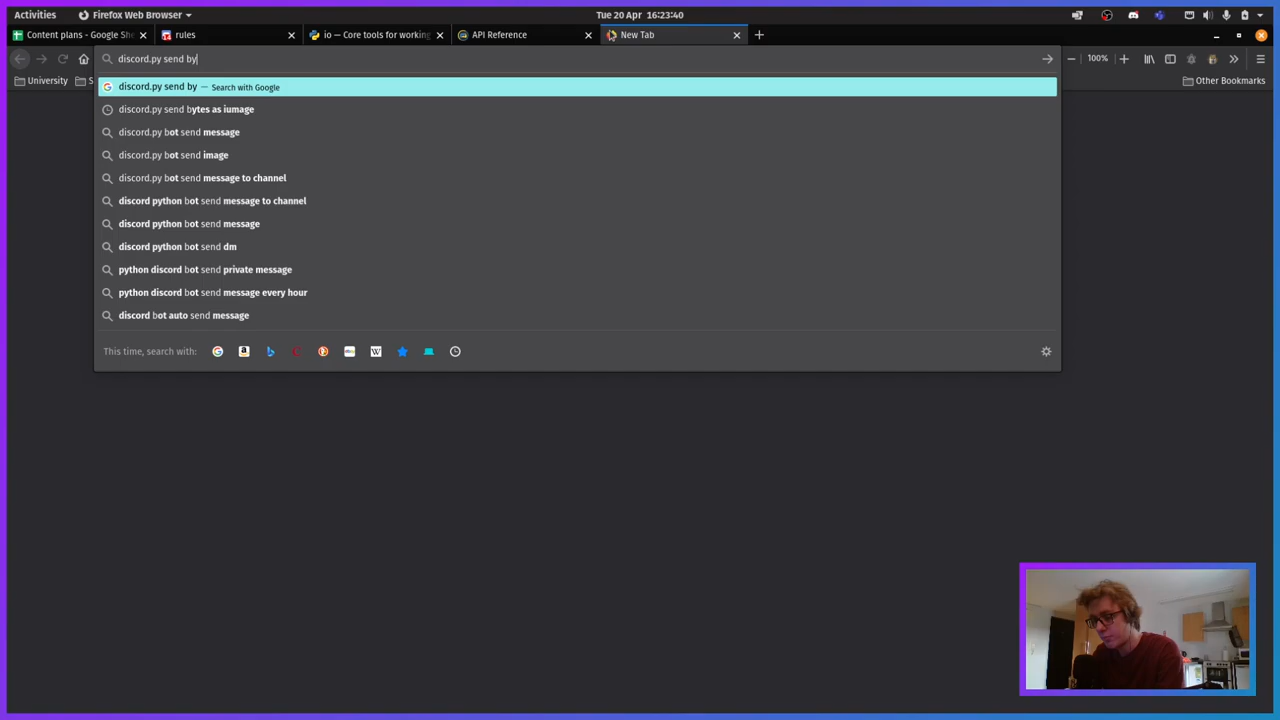 Activities
Firefox Web Browser
Tue 20 Apr 16:23:40
Content plans - Google She
rules
io — Core tools for working
API Reference
New Tab
discord.py send by
100%
University
S
Other Bookmarks
discord.py send by — Search with Google
discord.py send bytes as iumage
discord.py bot send message
discord.py bot send image
discord.py bot send message to channel
discord python bot send message to channel
discord python bot send message
discord python bot send dm
python discord bot send private message
python discord bot send message every hour
discord bot auto send message
This time, search with: